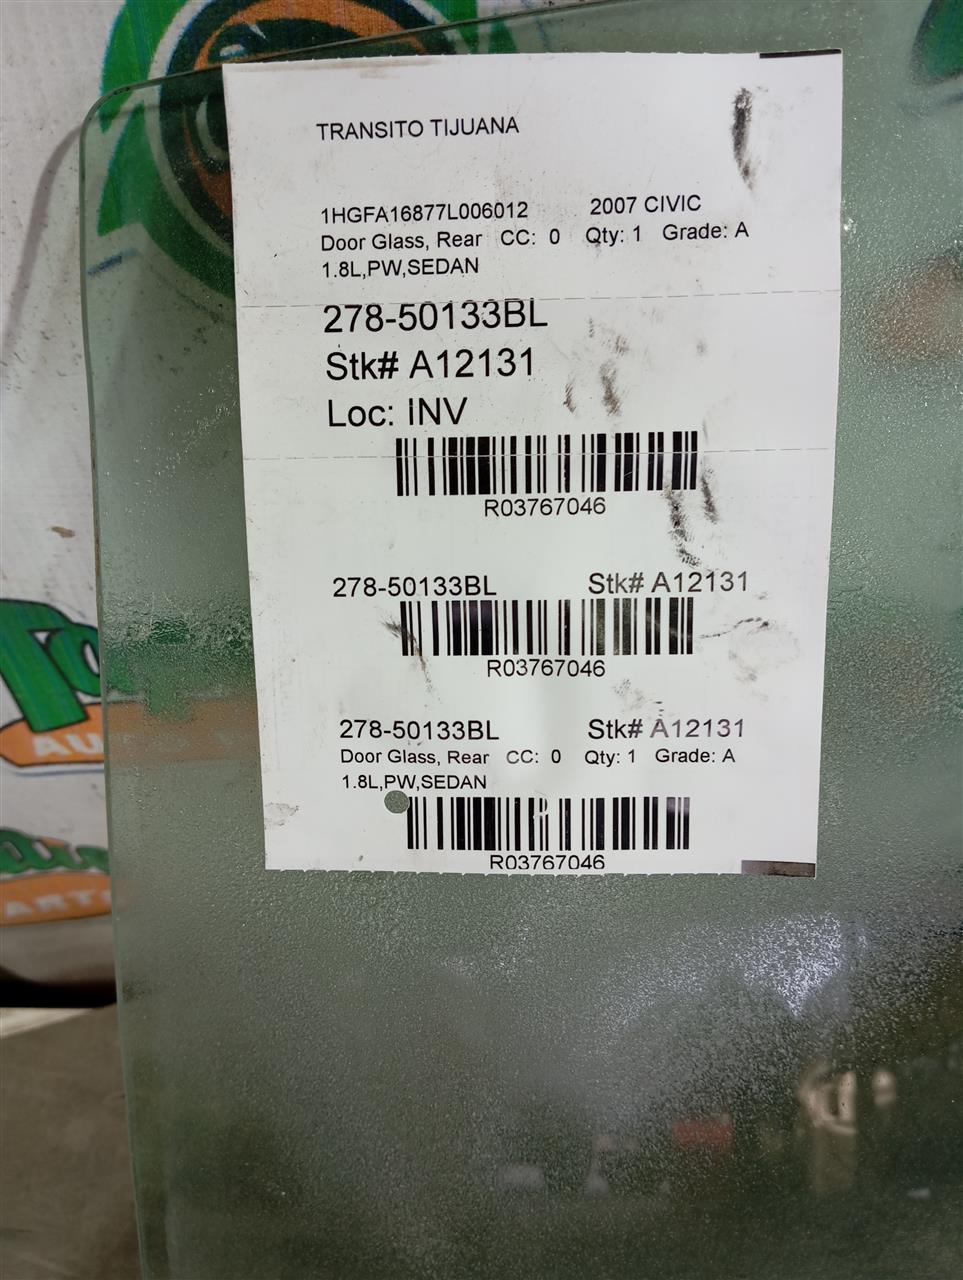 TRANSITO TIJUANA
1HGFA16877L006012 2007 CIVIC
Door Glass, Rear CC: 0 Qty: 1 Grade: A
1.8L,PW,SEDAN
278-50133BL
Stk# A12131
Loc: INV
R03767046
278-50133BL Stk# A12131
R03767046
278-50133BL Stk# A12131
Door Glass, Rear CC: 0 Qty: 1 Grade: A
1.8L,PW,SEDAN
R03767046